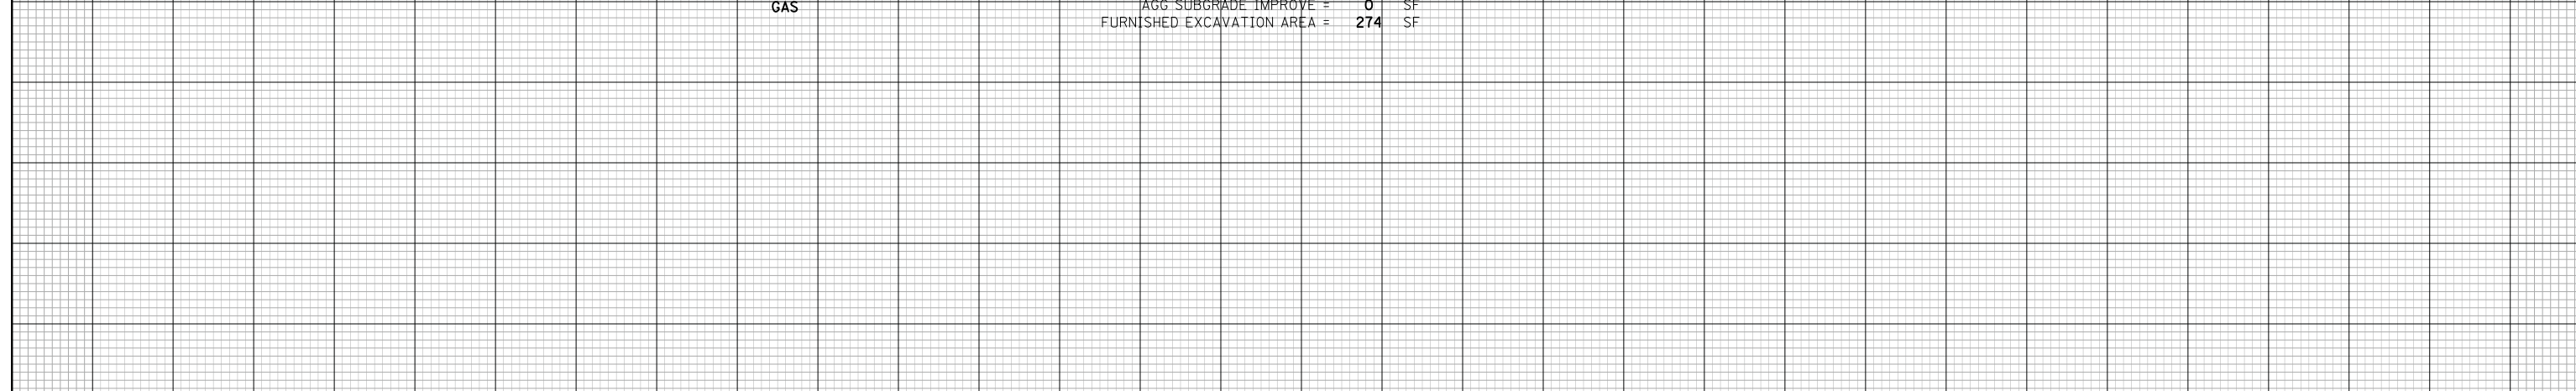 GAS
AGG SUBGRADE IMPROVE = 0 SF
FURNISHED EXCAVATION AREA = 274 SF